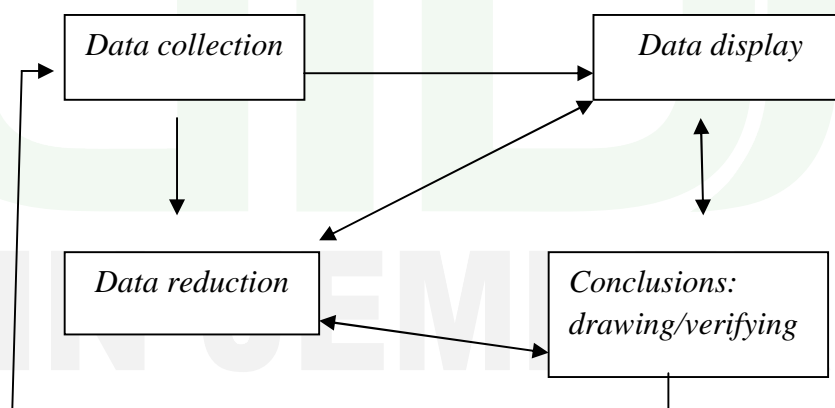 Data collection
Data display
Data reduction
Conclusions:
drawing/verifying